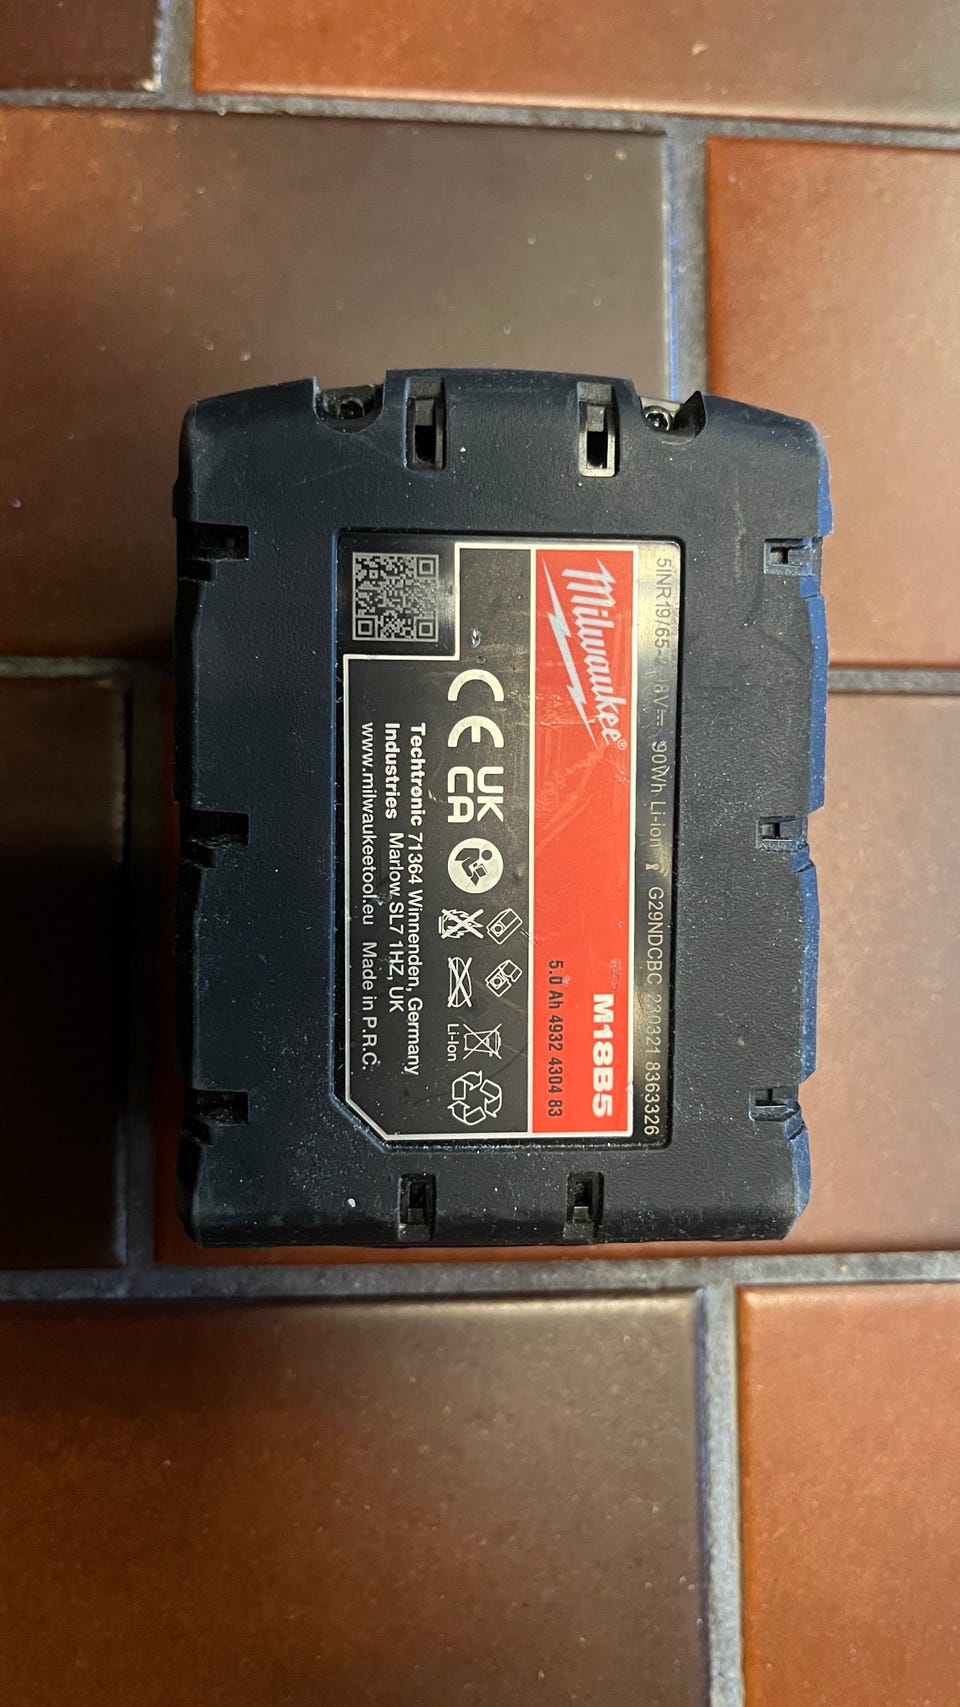 5INR19/65-2 18V⎓ 90Wh Li-ion G29NDCBC 230321 8363326
Milwaukee®
M18B5
5.0 Ah 4932 4304 83
CE
UK
CA
Li-Ion
Techtronic 71364 Winnenden, Germany
Industries Marlow, SL7 1HZ, UK
www.milwaukeetool.eu Made in P.R.C.